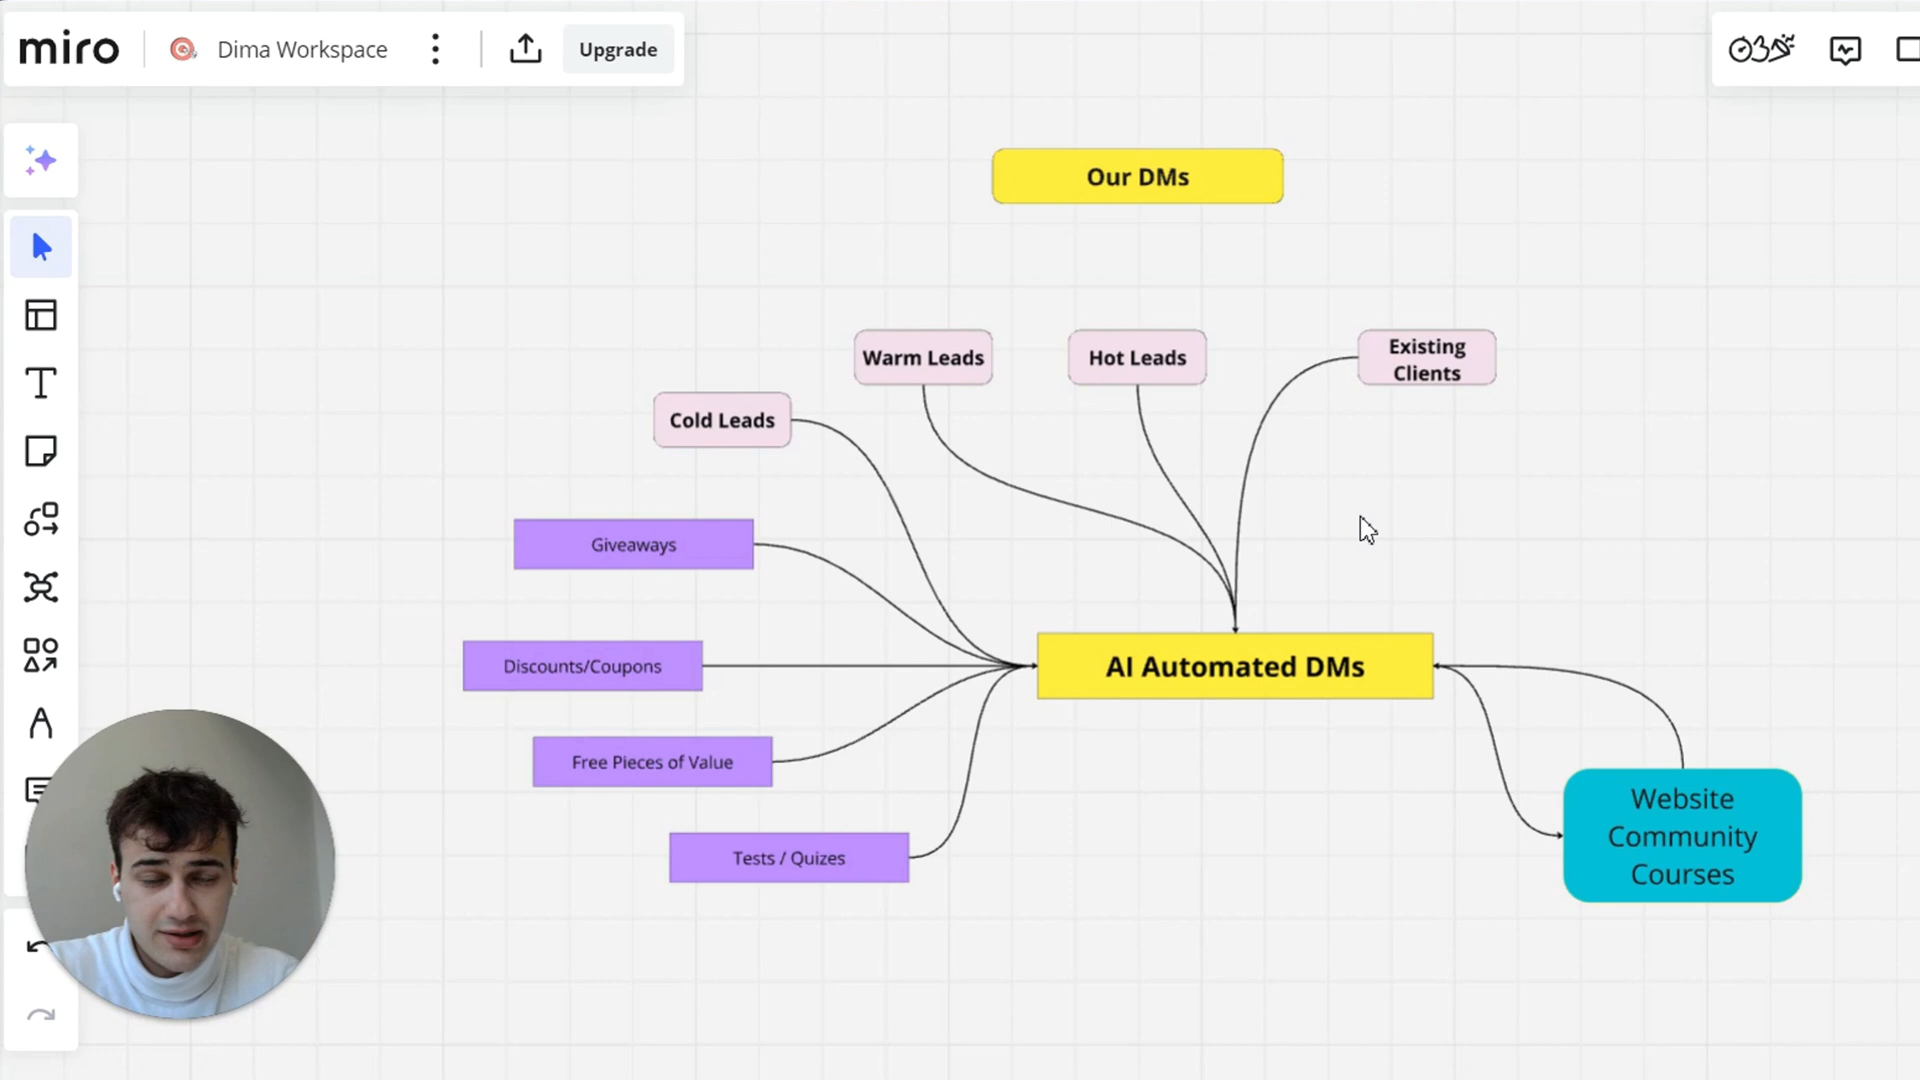 miro
Dima Workspace
Upgrade
Our DMs
Warm Leads
Hot Leads
Existing
Clients
Cold Leads
Giveaways
Discounts/Coupons
AI Automated DMs
Free Pieces of Value
Tests / Quizes
Website
Community
Courses